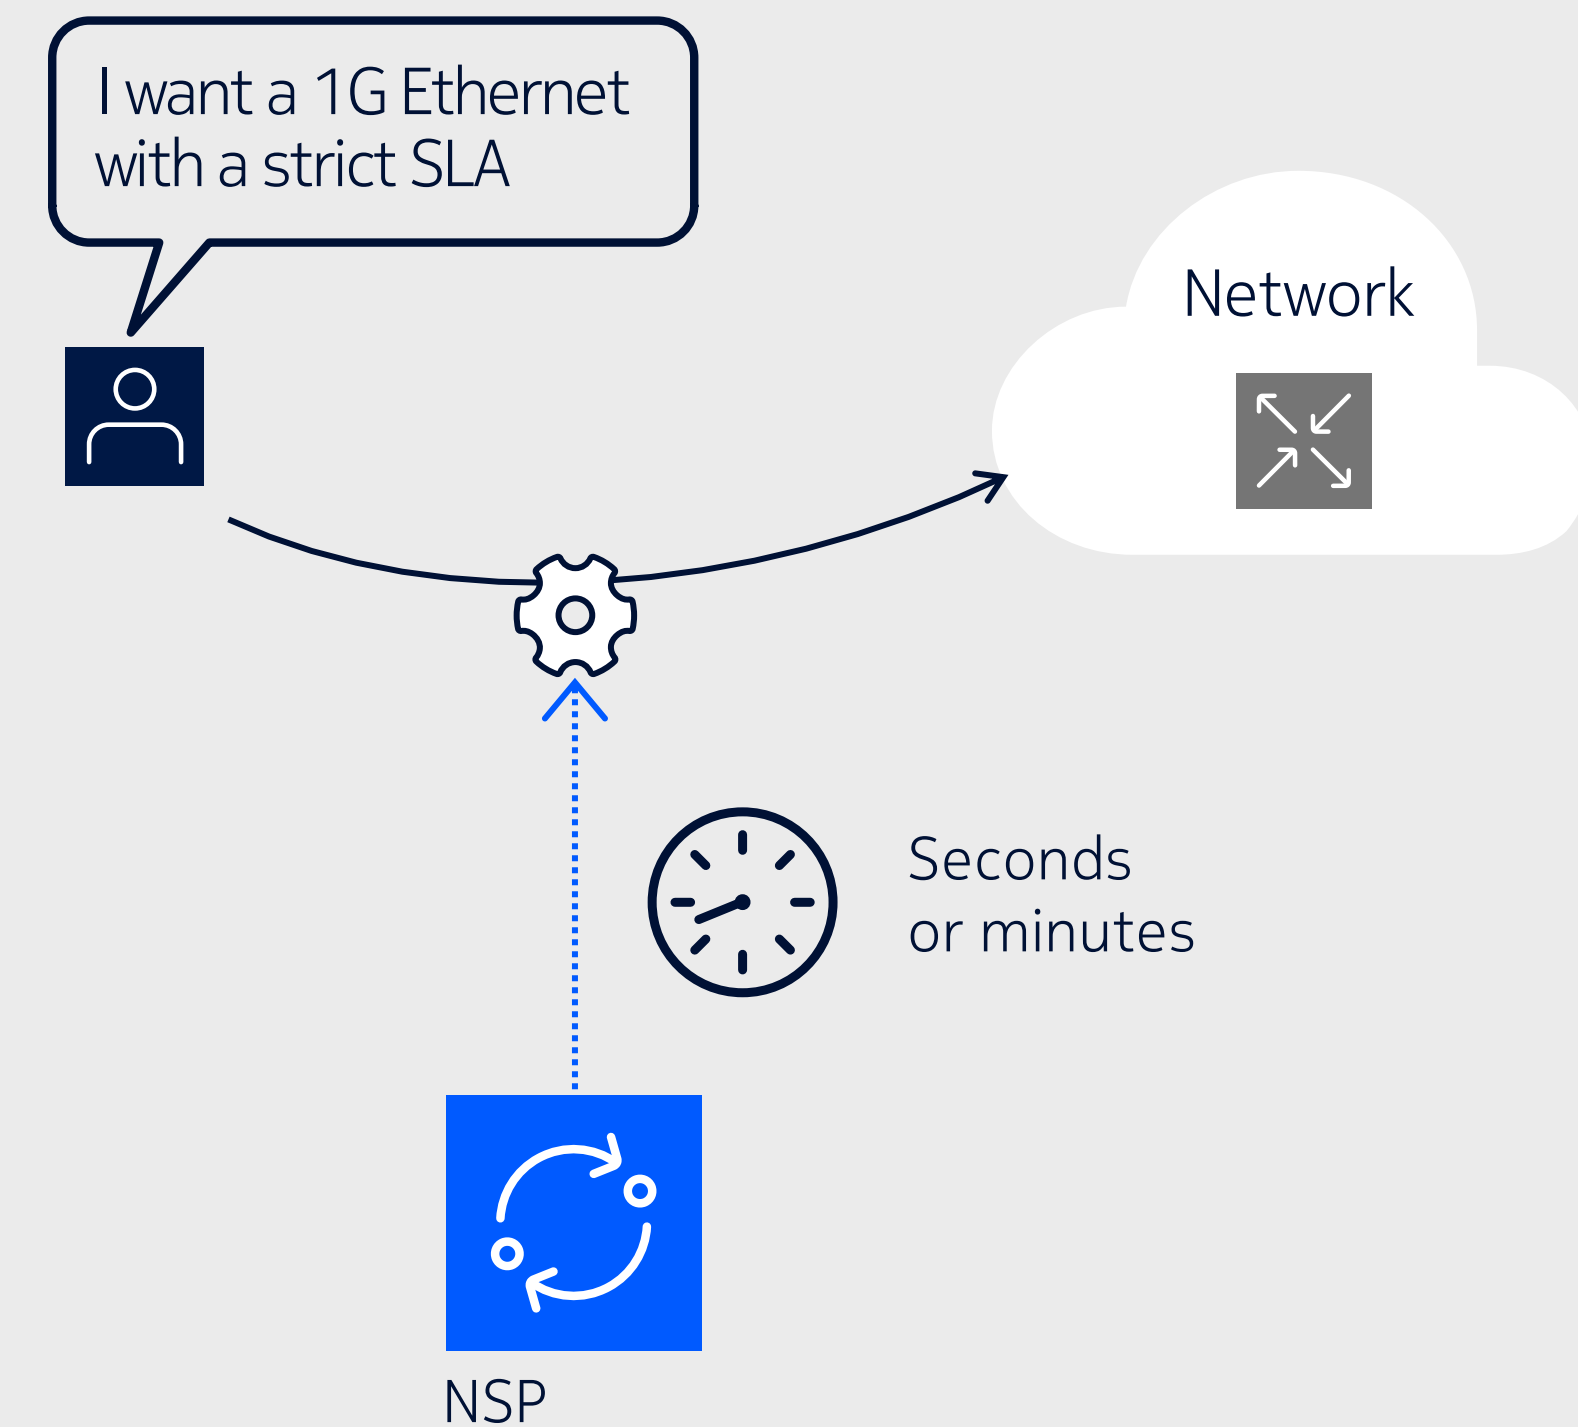 I want a 1G Ethernet
with a strict SLA
Network
Seconds
or minutes
NSP